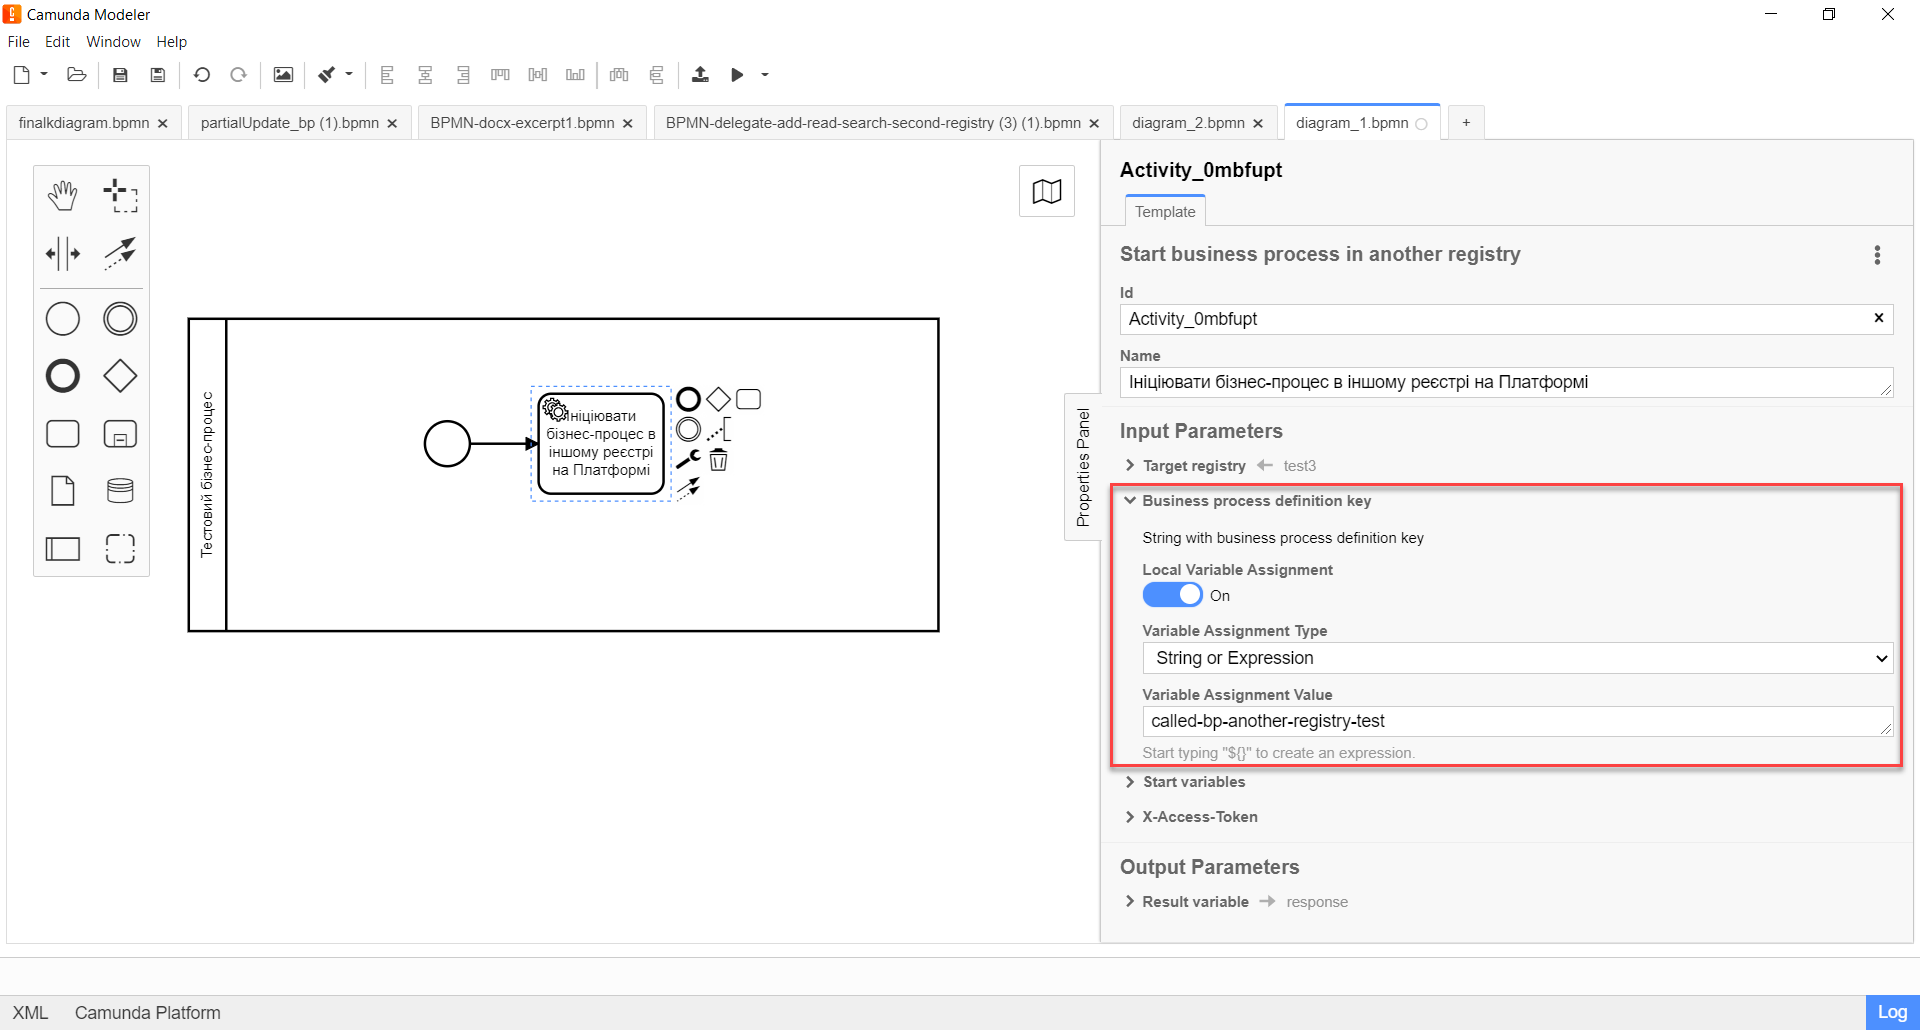 Camunda Modeler
File Edit Window Help
finalkdiagram.bpmn
partialUpdate_bp (1).bpmn
BPMN-docx-excerpt1.bpmn
BPMN-delegate-add-read-search-second-registry (3) (1).bpmn
diagram_2.bpmn
diagram_1.bpmn
+
Тестовий бізнес-процес
Ініціювати
бізнес-процес в
іншому реєстрі
на Платформі
Properties Panel
Activity_0mbfupt
Template
Start business process in another registry
Id
Activity_0mbfupt
Name
Ініціювати бізнес-процес в іншому реєстрі на Платформі
Input Parameters
Target registry test3
Business process definition key
String with business process definition key
Local Variable Assignment
On
Variable Assignment Type
String or Expression
Variable Assignment Value
called-bp-another-registry-test
Start typing "${}" to create an expression.
Start variables
X-Access-Token
Output Parameters
Result variable response
XML Camunda Platform
Log